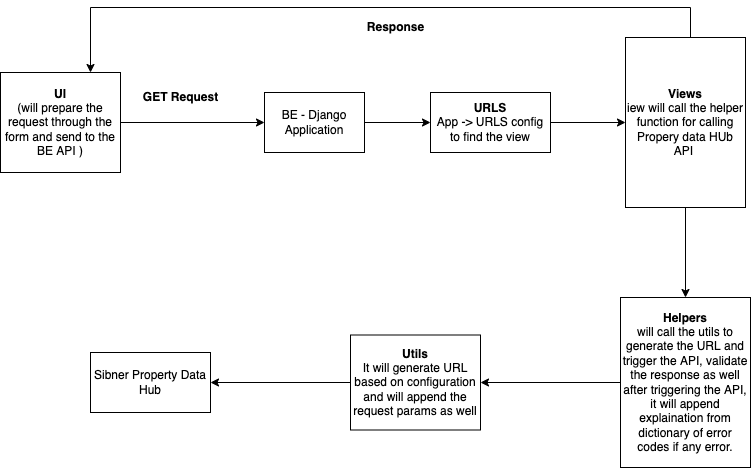 Response
UI
(will prepare the
request through the
form and send to the
BE API )
GET Request
BE - Django
Application
URLS
App -> URLS config
to find the view
Views
iew will call the helper
function for calling
Propery data HUb
API
Helpers
will call the utils to
generate the URL and
trigger the API, validate
the response as well
after triggering the API,
it will append
explaination from
dictionary of error
codes if any error.
Utils
It will generate URL
based on configuration
and will append the
request params as well
Sibner Property Data
Hub